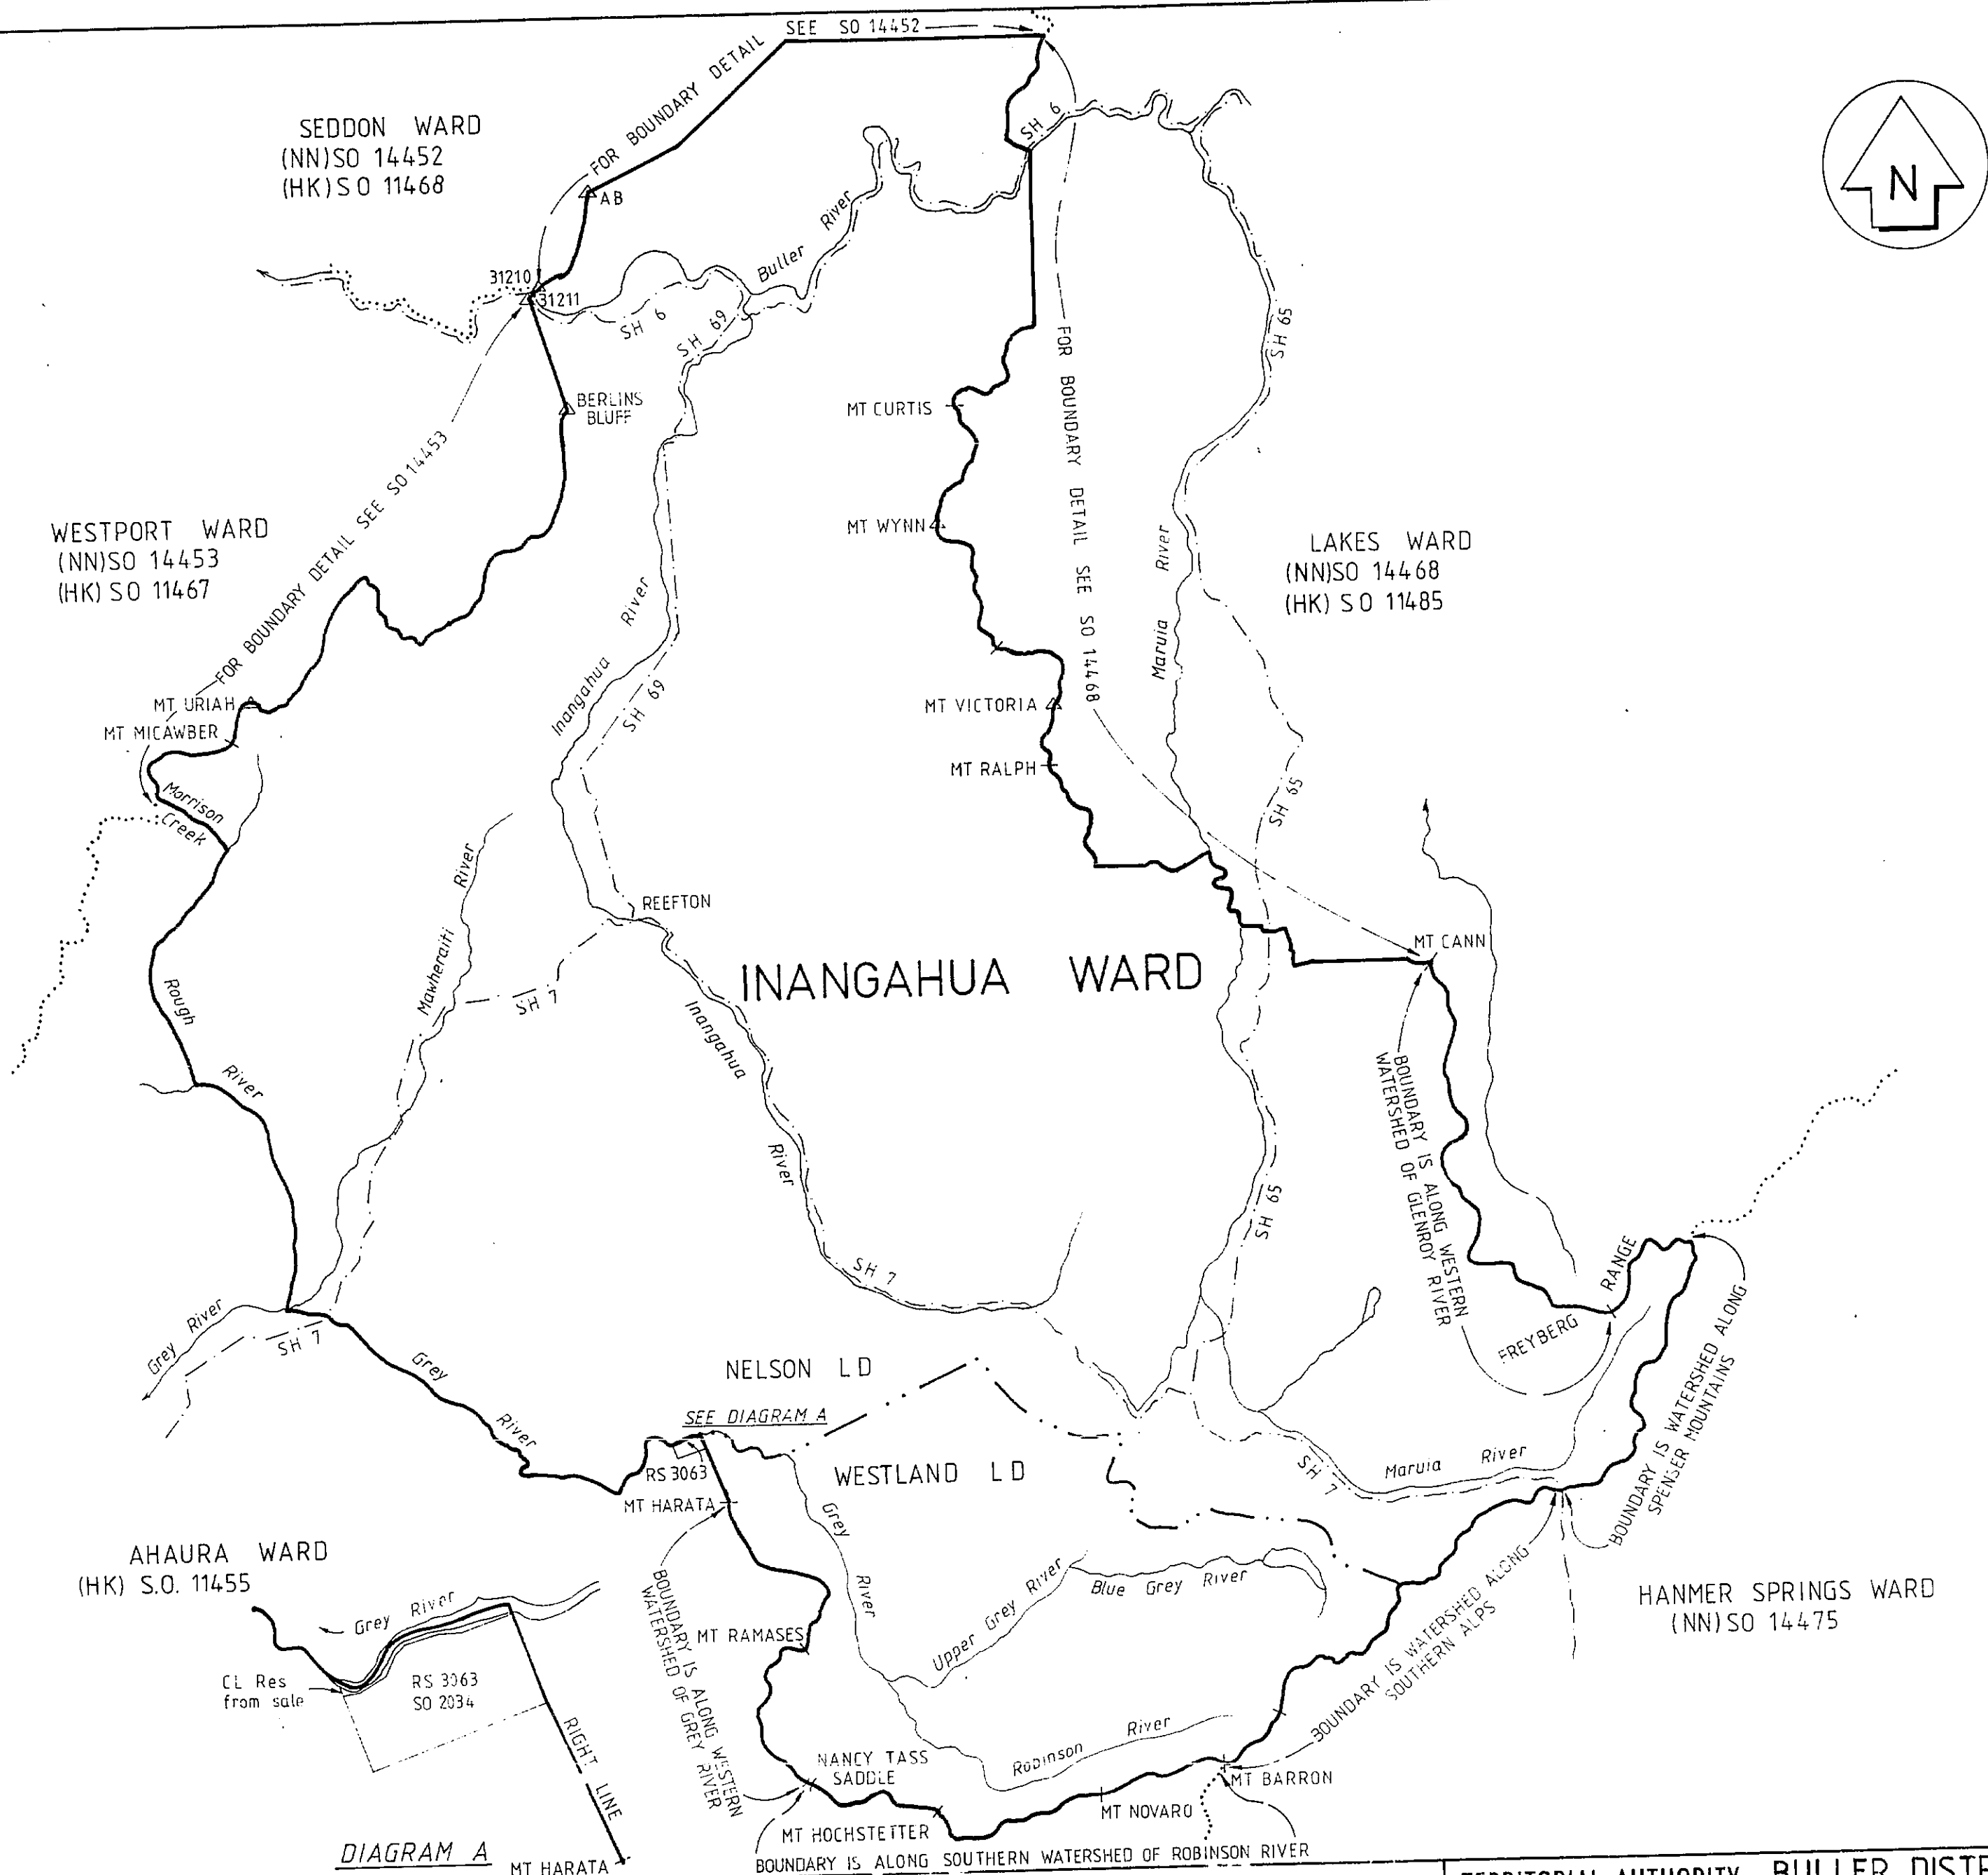 SEE SO 14452
FOR BOUNDARY DETAIL
SEDDON WARD
(NN)SO 14452
(HK)SO 11468
N
SH 6
AB
Buller River
31210
31211
SH 6
SH 69
SH 65
BERLINS
BLUFF
MT CURTIS
FOR BOUNDARY DETAIL SEE SO 14468
FOR BOUNDARY DETAIL SEE SO 14453
WESTPORT WARD
(NN)SO 14453
(HK) SO 11467
MT WYNN
LAKES WARD
(NN)SO 14468
(HK) SO 11485
Maruia River
Inangahua River
SH 69
MT URIAH
MT MICAWBER
MT VICTORIA
MT RALPH
Morrison
Creek
SH 65
Mawheraiti River
REEFTON
MT CANN
INANGAHUA WARD
SH 7
Rough
River
Inangahua
River
BOUNDARY IS ALONG WESTERN
WATERSHED OF GLENROY RIVER
SH 65
SH 7
FREYBERG RANGE
Grey River
SH 7
Grey
River
NELSON LD
SEE DIAGRAM A
BOUNDARY IS WATERSHED ALONG
SPENSER MOUNTAINS
RS 3063
WESTLAND LD
Maruia River
SH 7
MT HARATA
Grey
River
AHAURA WARD
(HK) S.O. 11455
Upper Grey River
Blue Grey River
HANMER SPRINGS WARD
(NN)SO 14475
Grey River
BOUNDARY IS ALONG WESTERN
WATERSHED OF GREY RIVER
MT RAMASES
BOUNDARY IS WATERSHED ALONG
SOUTHERN ALPS
CL Res
from sale
RS 3063
SO 2034
RIGHT LINE
Robinson River
NANCY TASS
SADDLE
MT BARRON
MT NOVARO
MT HOCHSTETTER
DIAGRAM A
MT HARATA
BOUNDARY IS ALONG SOUTHERN WATERSHED OF ROBINSON RIVER
TERRITORIAL AUTHORITY BULLER DIST